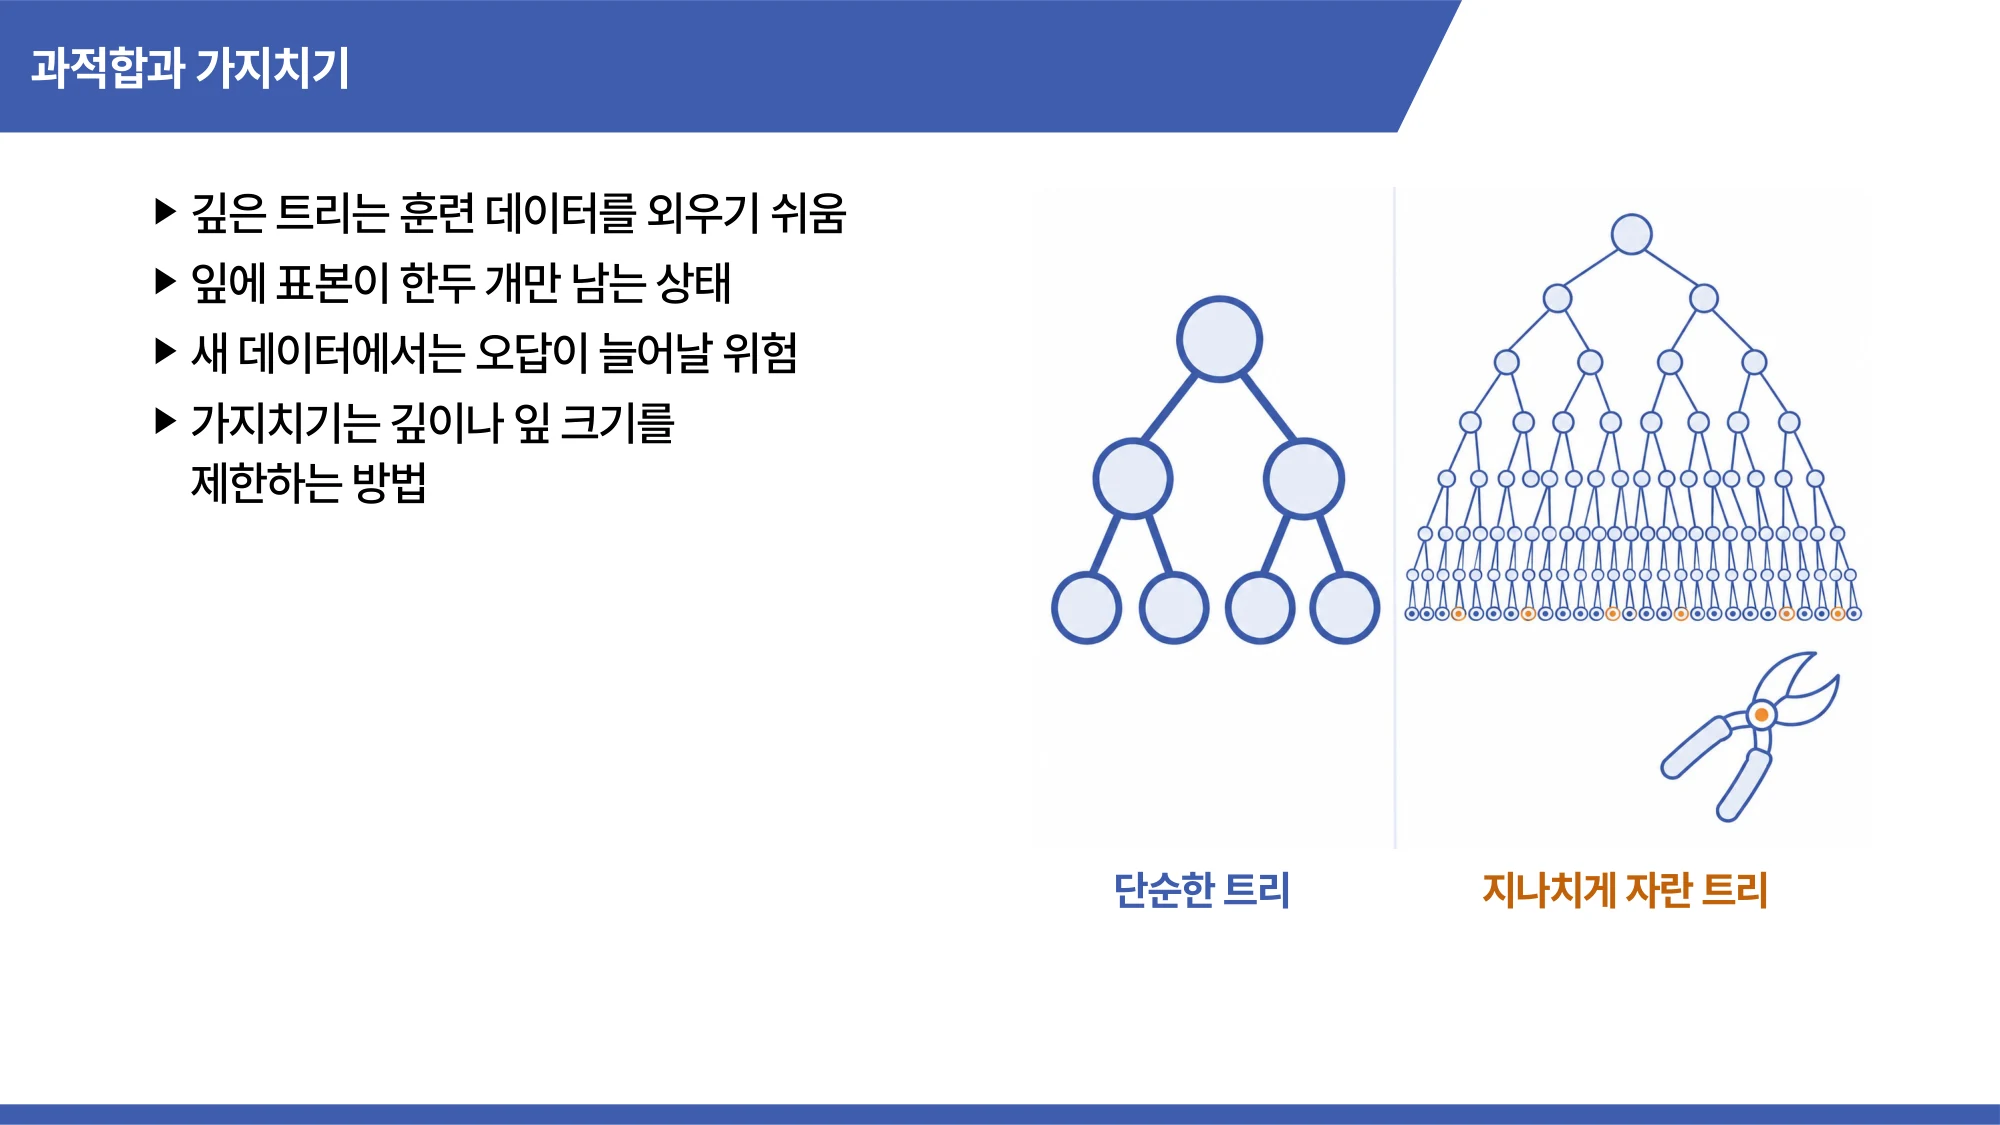 과적합과 가지치기
▶ 깊은 트리는 훈련 데이터를 외우기 쉬움
▶ 잎에 표본이 한두 개만 남는 상태
▶ 새 데이터에서는 오답이 늘어날 위험
▶ 가지치기는 깊이나 잎 크기를
제한하는 방법
단순한 트리
지나치게 자란 트리